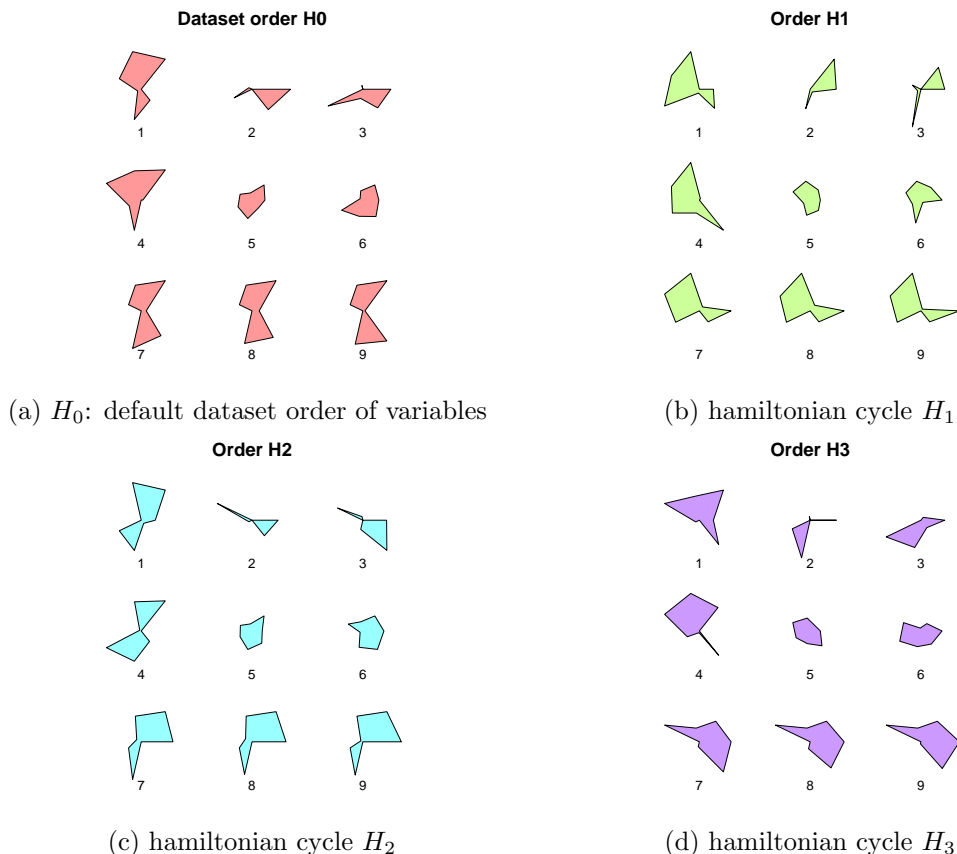 Dataset order H0
1 2 3
4 5 6
7 8 9
(a) H₀: default dataset order of variables
Order H1
1 2 3
4 5 6
7 8 9
(b) hamiltonian cycle H₁
Order H2
1 2 3
4 5 6
7 8 9
(c) hamiltonian cycle H₂
Order H3
1 2 3
4 5 6
7 8 9
(d) hamiltonian cycle H₃